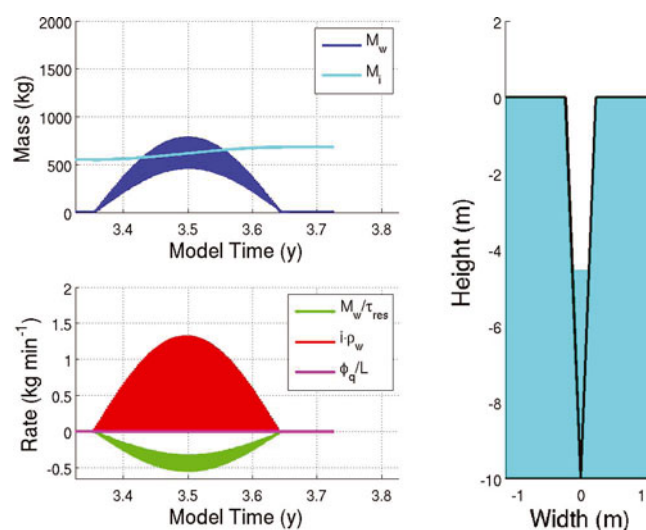 2000
1500
1000
500
0
Mass (kg)
M_w
M_i
3.4 3.5 3.6 3.7 3.8
Model Time (y)
2
1.5
1
0.5
0
-0.5
Rate (kg min⁻¹)
M_w/τ_res
i·ρ_w
ϕ_q/L
3.4 3.5 3.6 3.7 3.8
Model Time (y)
2
0
-2
-4
-6
-8
-10
Height (m)
-1 0 1
Width (m)